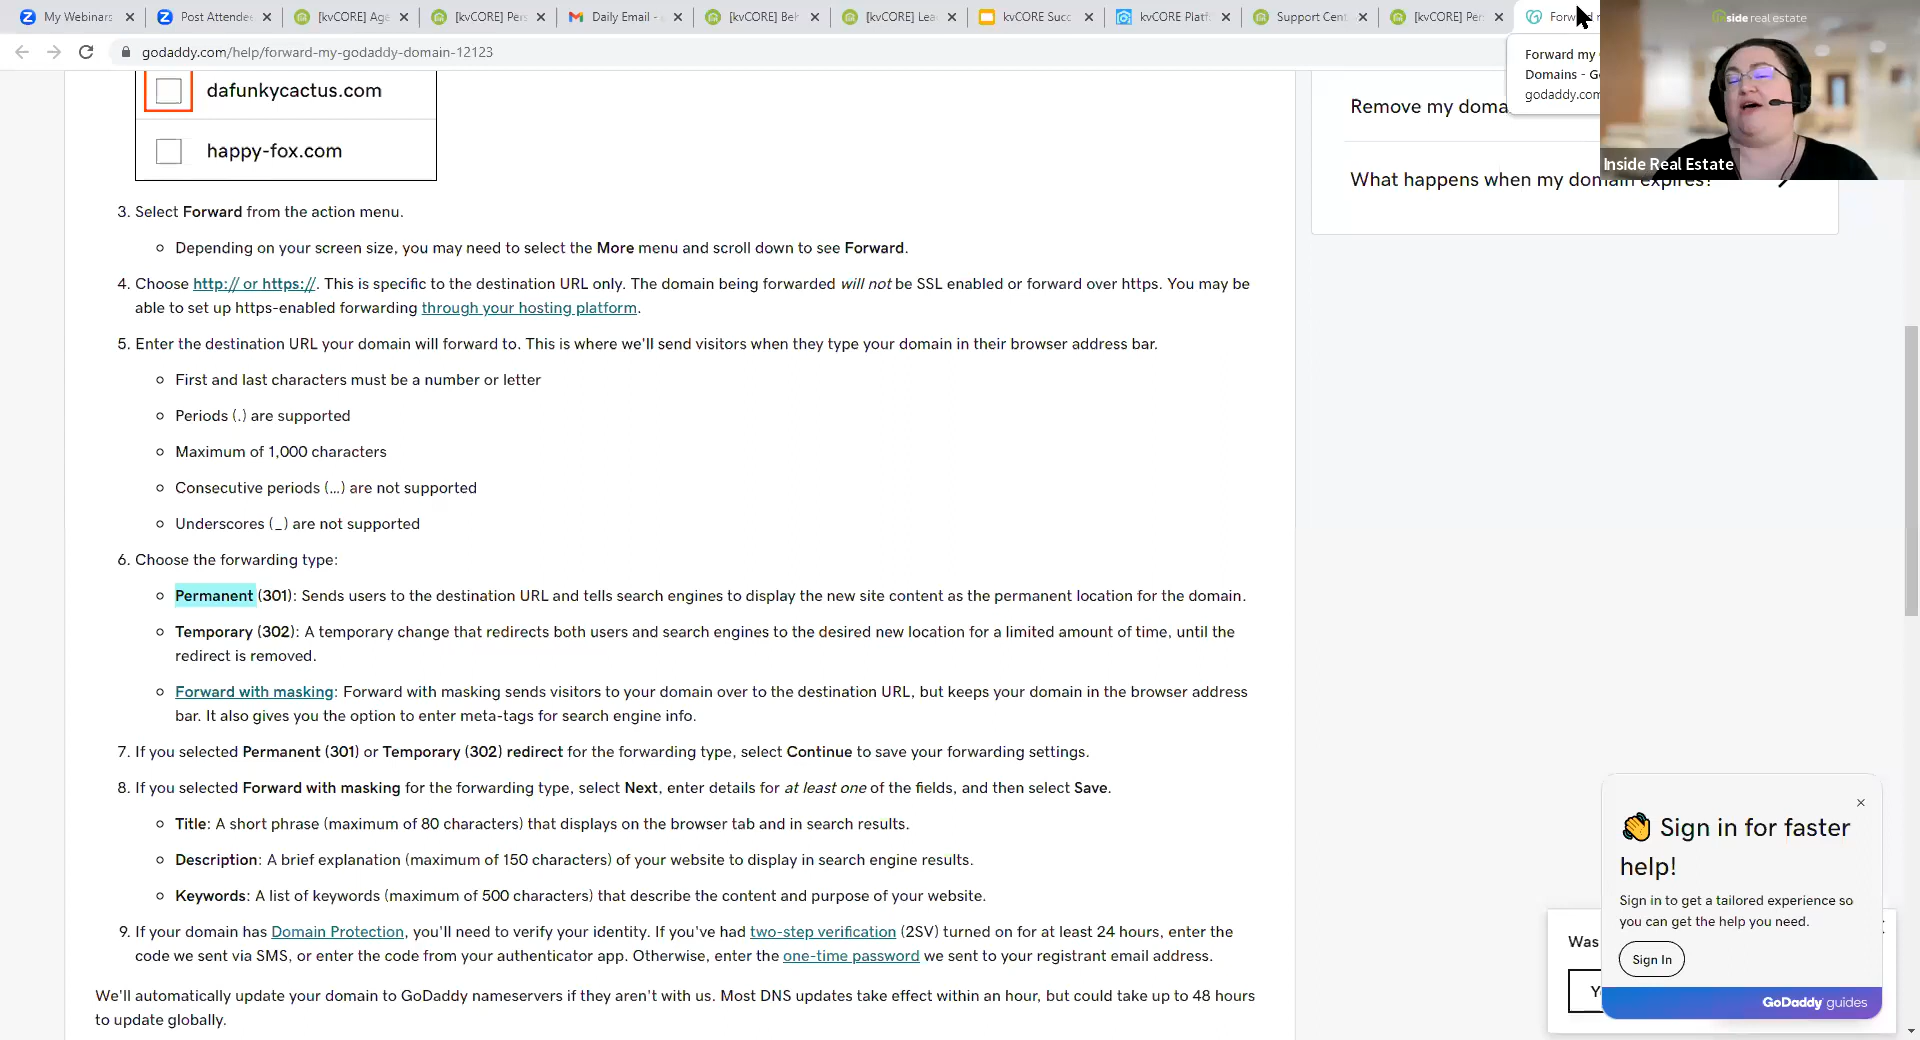 My Webinars
Post Attende
[kvCORE] Age
[kvCORE] Pers
Daily Email -
[kvCORE] Beh
[kvCORE] Lea
kvCORE Succ
kvCORE Platf
Support Cent
[kvCORE] Per
Forward
inside real estate
godaddy.com/help/forward-my-godaddy-domain-12123
Forward my
Domains - Go
godaddy.com
Inside Real Estate
dafunkycactus.com
happy-fox.com
Remove my doma
What happens when my domain expires?
3. Select Forward from the action menu.
Depending on your screen size, you may need to select the More menu and scroll down to see Forward.
4. Choose http:// or https://. This is specific to the destination URL only. The domain being forwarded will not be SSL enabled or forward over https. You may be
able to set up https-enabled forwarding through your hosting platform.
5. Enter the destination URL your domain will forward to. This is where we'll send visitors when they type your domain in their browser address bar.
First and last characters must be a number or letter
Periods (.) are supported
Maximum of 1,000 characters
Consecutive periods (...) are not supported
Underscores (_) are not supported
6. Choose the forwarding type:
Permanent (301): Sends users to the destination URL and tells search engines to display the new site content as the permanent location for the domain.
Temporary (302): A temporary change that redirects both users and search engines to the desired new location for a limited amount of time, until the
redirect is removed.
Forward with masking: Forward with masking sends visitors to your domain over to the destination URL, but keeps your domain in the browser address
bar. It also gives you the option to enter meta-tags for search engine info.
7. If you selected Permanent (301) or Temporary (302) redirect for the forwarding type, select Continue to save your forwarding settings.
8. If you selected Forward with masking for the forwarding type, select Next, enter details for at least one of the fields, and then select Save.
Title: A short phrase (maximum of 80 characters) that displays on the browser tab and in search results.
Description: A brief explanation (maximum of 150 characters) of your website to display in search engine results.
Keywords: A list of keywords (maximum of 500 characters) that describe the content and purpose of your website.
9. If your domain has Domain Protection, you'll need to verify your identity. If you've had two-step verification (2SV) turned on for at least 24 hours, enter the
code we sent via SMS, or enter the code from your authenticator app. Otherwise, enter the one-time password we sent to your registrant email address.
We'll automatically update your domain to GoDaddy nameservers if they aren't with us. Most DNS updates take effect within an hour, but could take up to 48 hours
to update globally.
Sign in for faster
help!
Sign in to get a tailored experience so
you can get the help you need.
Sign In
GoDaddy guides
Was